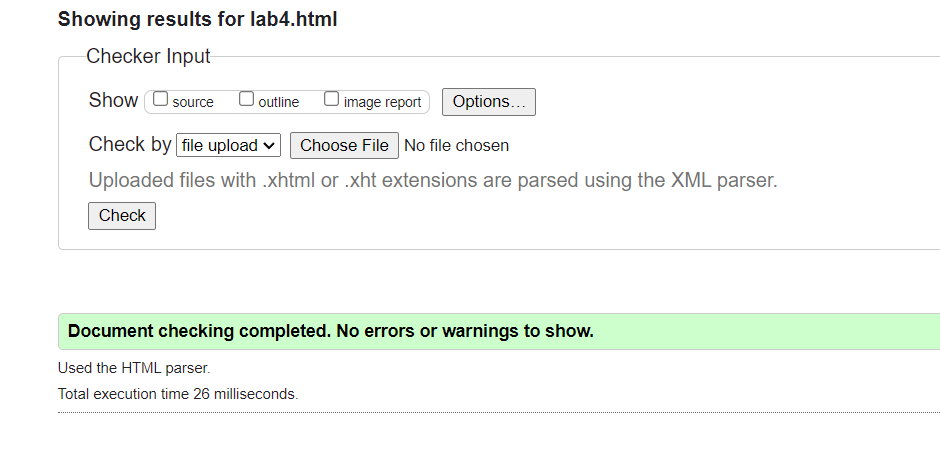 Showing results for lab4.html
Checker Input
Show source outline image report Options...
Check by file upload Choose File No file chosen
Uploaded files with .xhtml or .xht extensions are parsed using the XML parser.
Check
Document checking completed. No errors or warnings to show.
Used the HTML parser.
Total execution time 26 milliseconds.